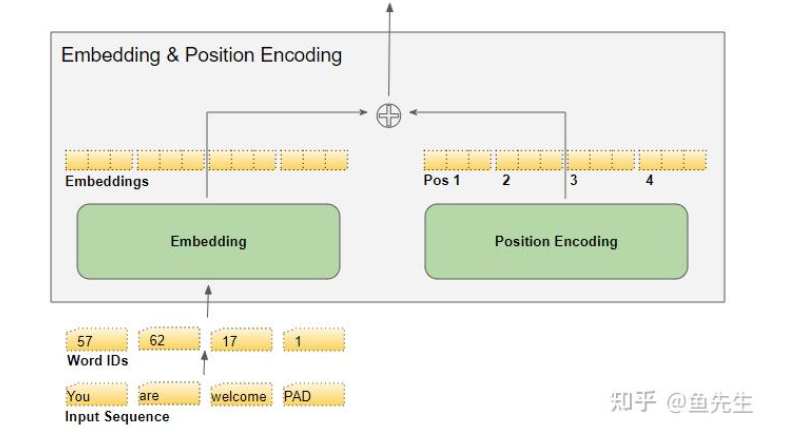 Embedding & Position Encoding
Embeddings
Pos 1 2 3 4
Embedding
Position Encoding
57 62 17 1
Word IDs
You are welcome PAD
Input Sequence
知乎 @鱼先生